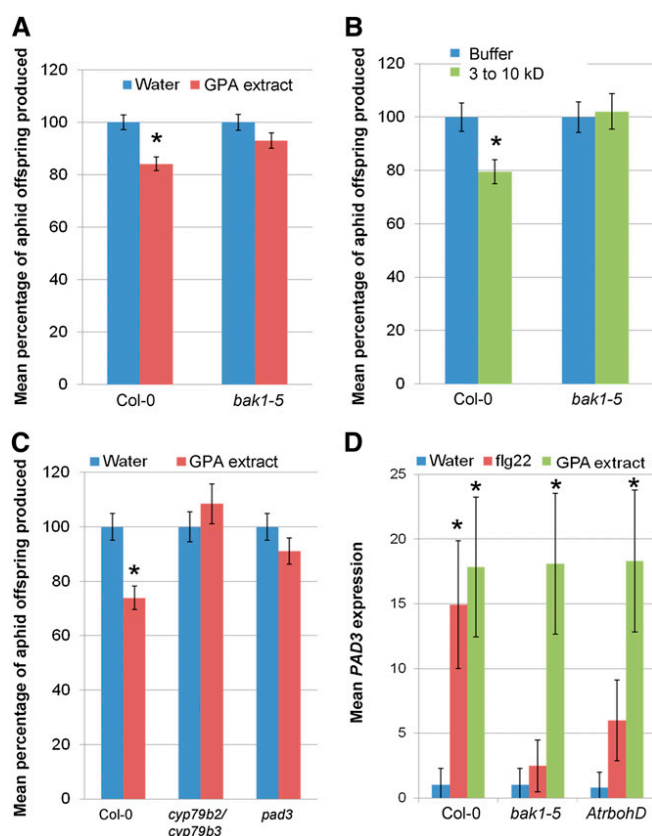 A
Mean percentage of aphid offspring produced
Water GPA extract
120
100
80
60
40
20
0
*
Col-0 bak1-5
B
Mean percentage of aphid offspring produced
Buffer
3 to 10 kD
120
100
80
60
40
20
0
*
Col-0 bak1-5
C
Mean percentage of aphid offspring produced
Water GPA extract
120
100
80
60
40
20
0
*
Col-0 cyp79b2/ pad3
cyp79b3
D
Mean PAD3 expression
Water flg22 GPA extract
25
20
15
10
5
0
* * * *
Col-0 bak1-5 AtrbohD